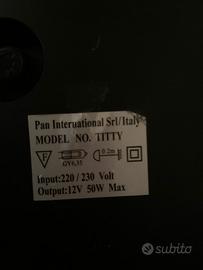 Pan International Srl/Italy
MODEL NO. TITTY
F
GY6,35
0.2m
Input:220 / 230 Volt
Output:12V 50W Max
subito